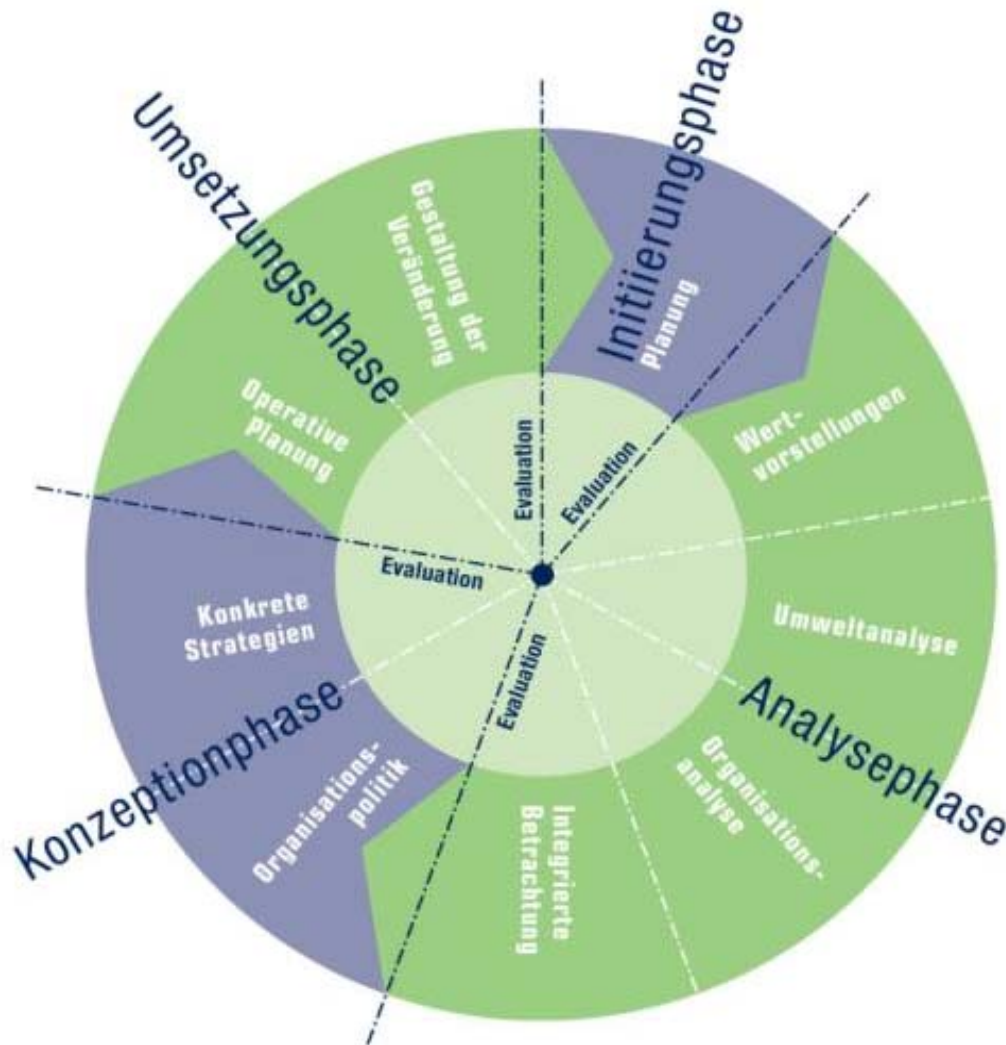 Initiierungsphase
Planung
Wert-
vorstellungen
Umweltanalyse
Analysephase
Organisations-
analyse
Integrierte
Betrachtung
Organisations-
politik
Konzeptionphase
Konkrete
Strategien
Operative
Planung
Umsetzungsphase
Gestaltung der
Veränderung
Evaluation
Evaluation
Evaluation
Evaluation